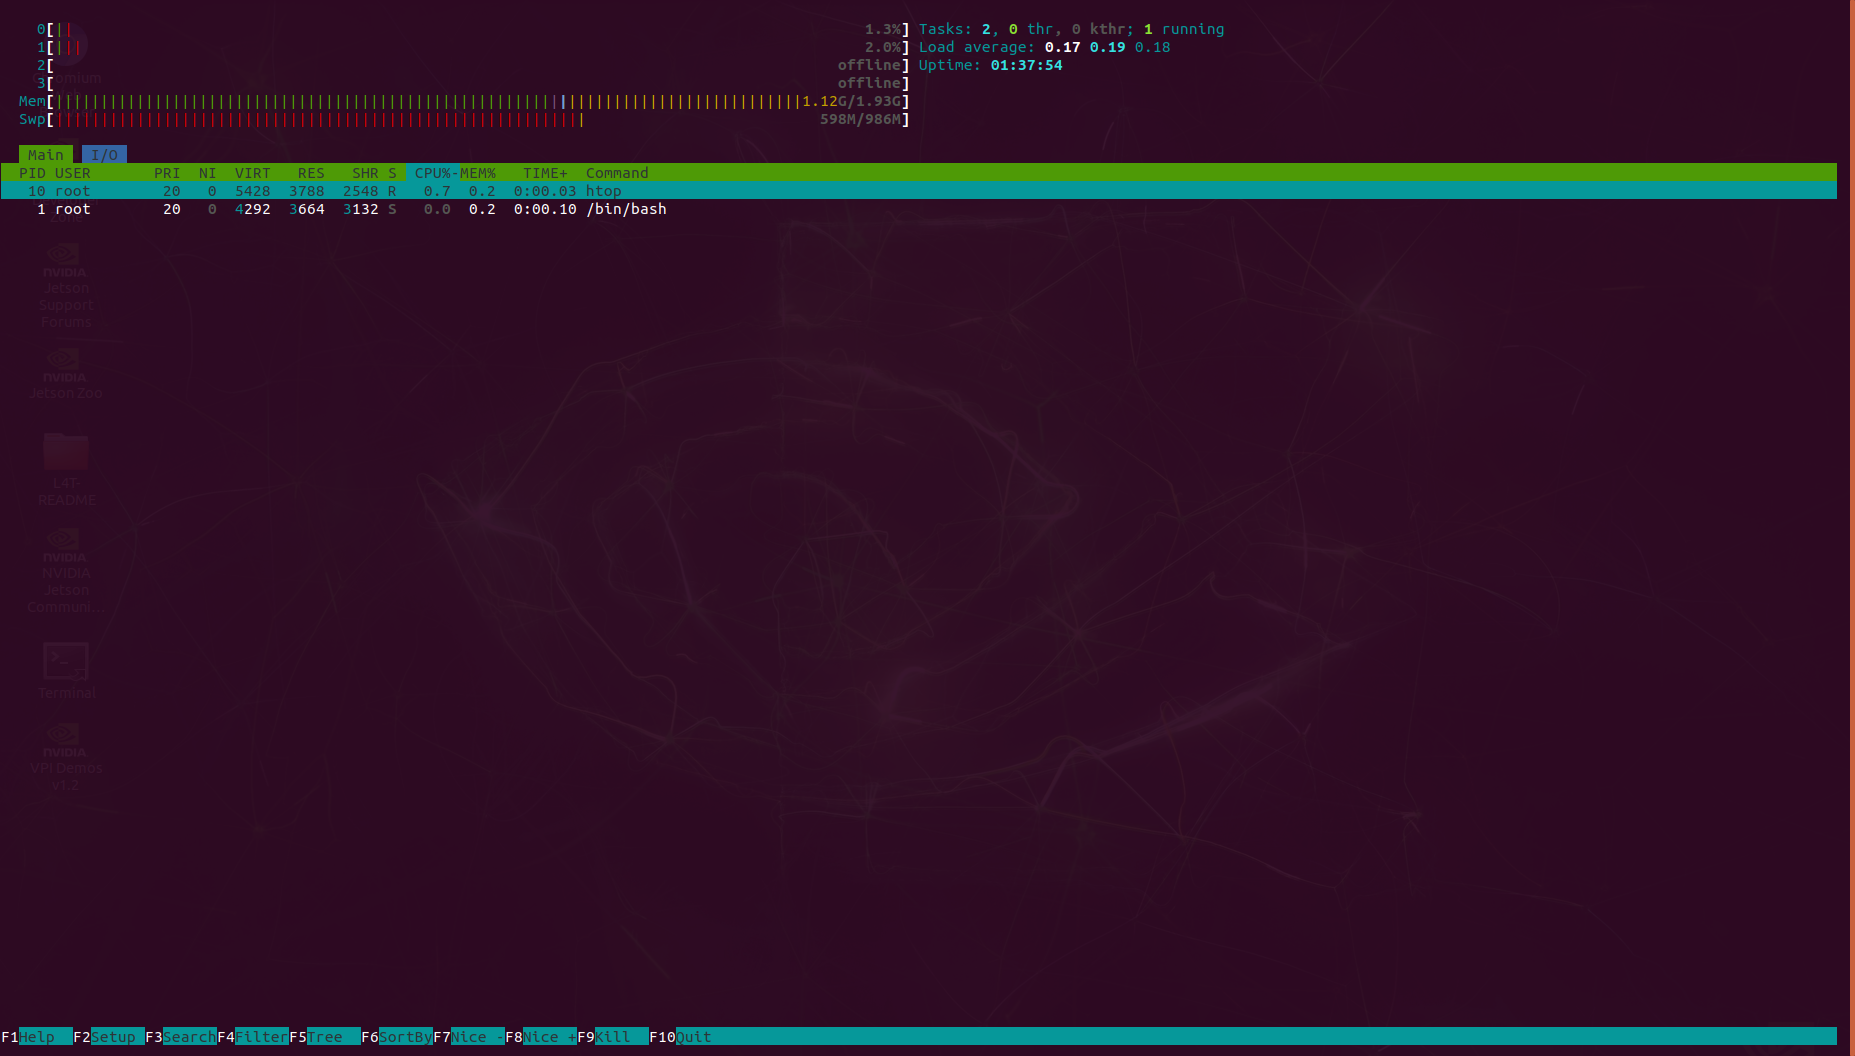 0[|| 1.3%] Tasks: 2, 0 thr, 0 kthr; 1 running
1[||| 2.0%] Load average: 0.17 0.19 0.18
2[ offline] Uptime: 01:37:54
3[ offline]
Mem[||||||||||||||||||||||||||||||||||||||||||||||||||||||||||||||||||||||||||||||||||1.12G/1.93G]
Swp[||||||||||||||||||||||||||||||||||||||||||||||||||||||||||| 598M/986M]
Main I/O
PID USER PRI NI VIRT RES SHR S CPU%-MEM% TIME+ Command
10 root 20 0 5428 3788 2548 R 0.7 0.2 0:00.03 htop
1 root 20 0 4292 3664 3132 S 0.0 0.2 0:00.10 /bin/bash
NVIDIA
Jetson
Support
Forums
NVIDIA
Jetson Zoo
L4T-
README
NVIDIA
NVIDIA
Jetson
Communi...
Terminal
NVIDIA
VPI Demos
v1.2
F1Help F2Setup F3SearchF4FilterF5Tree F6SortByF7Nice -F8Nice +F9Kill F10Quit